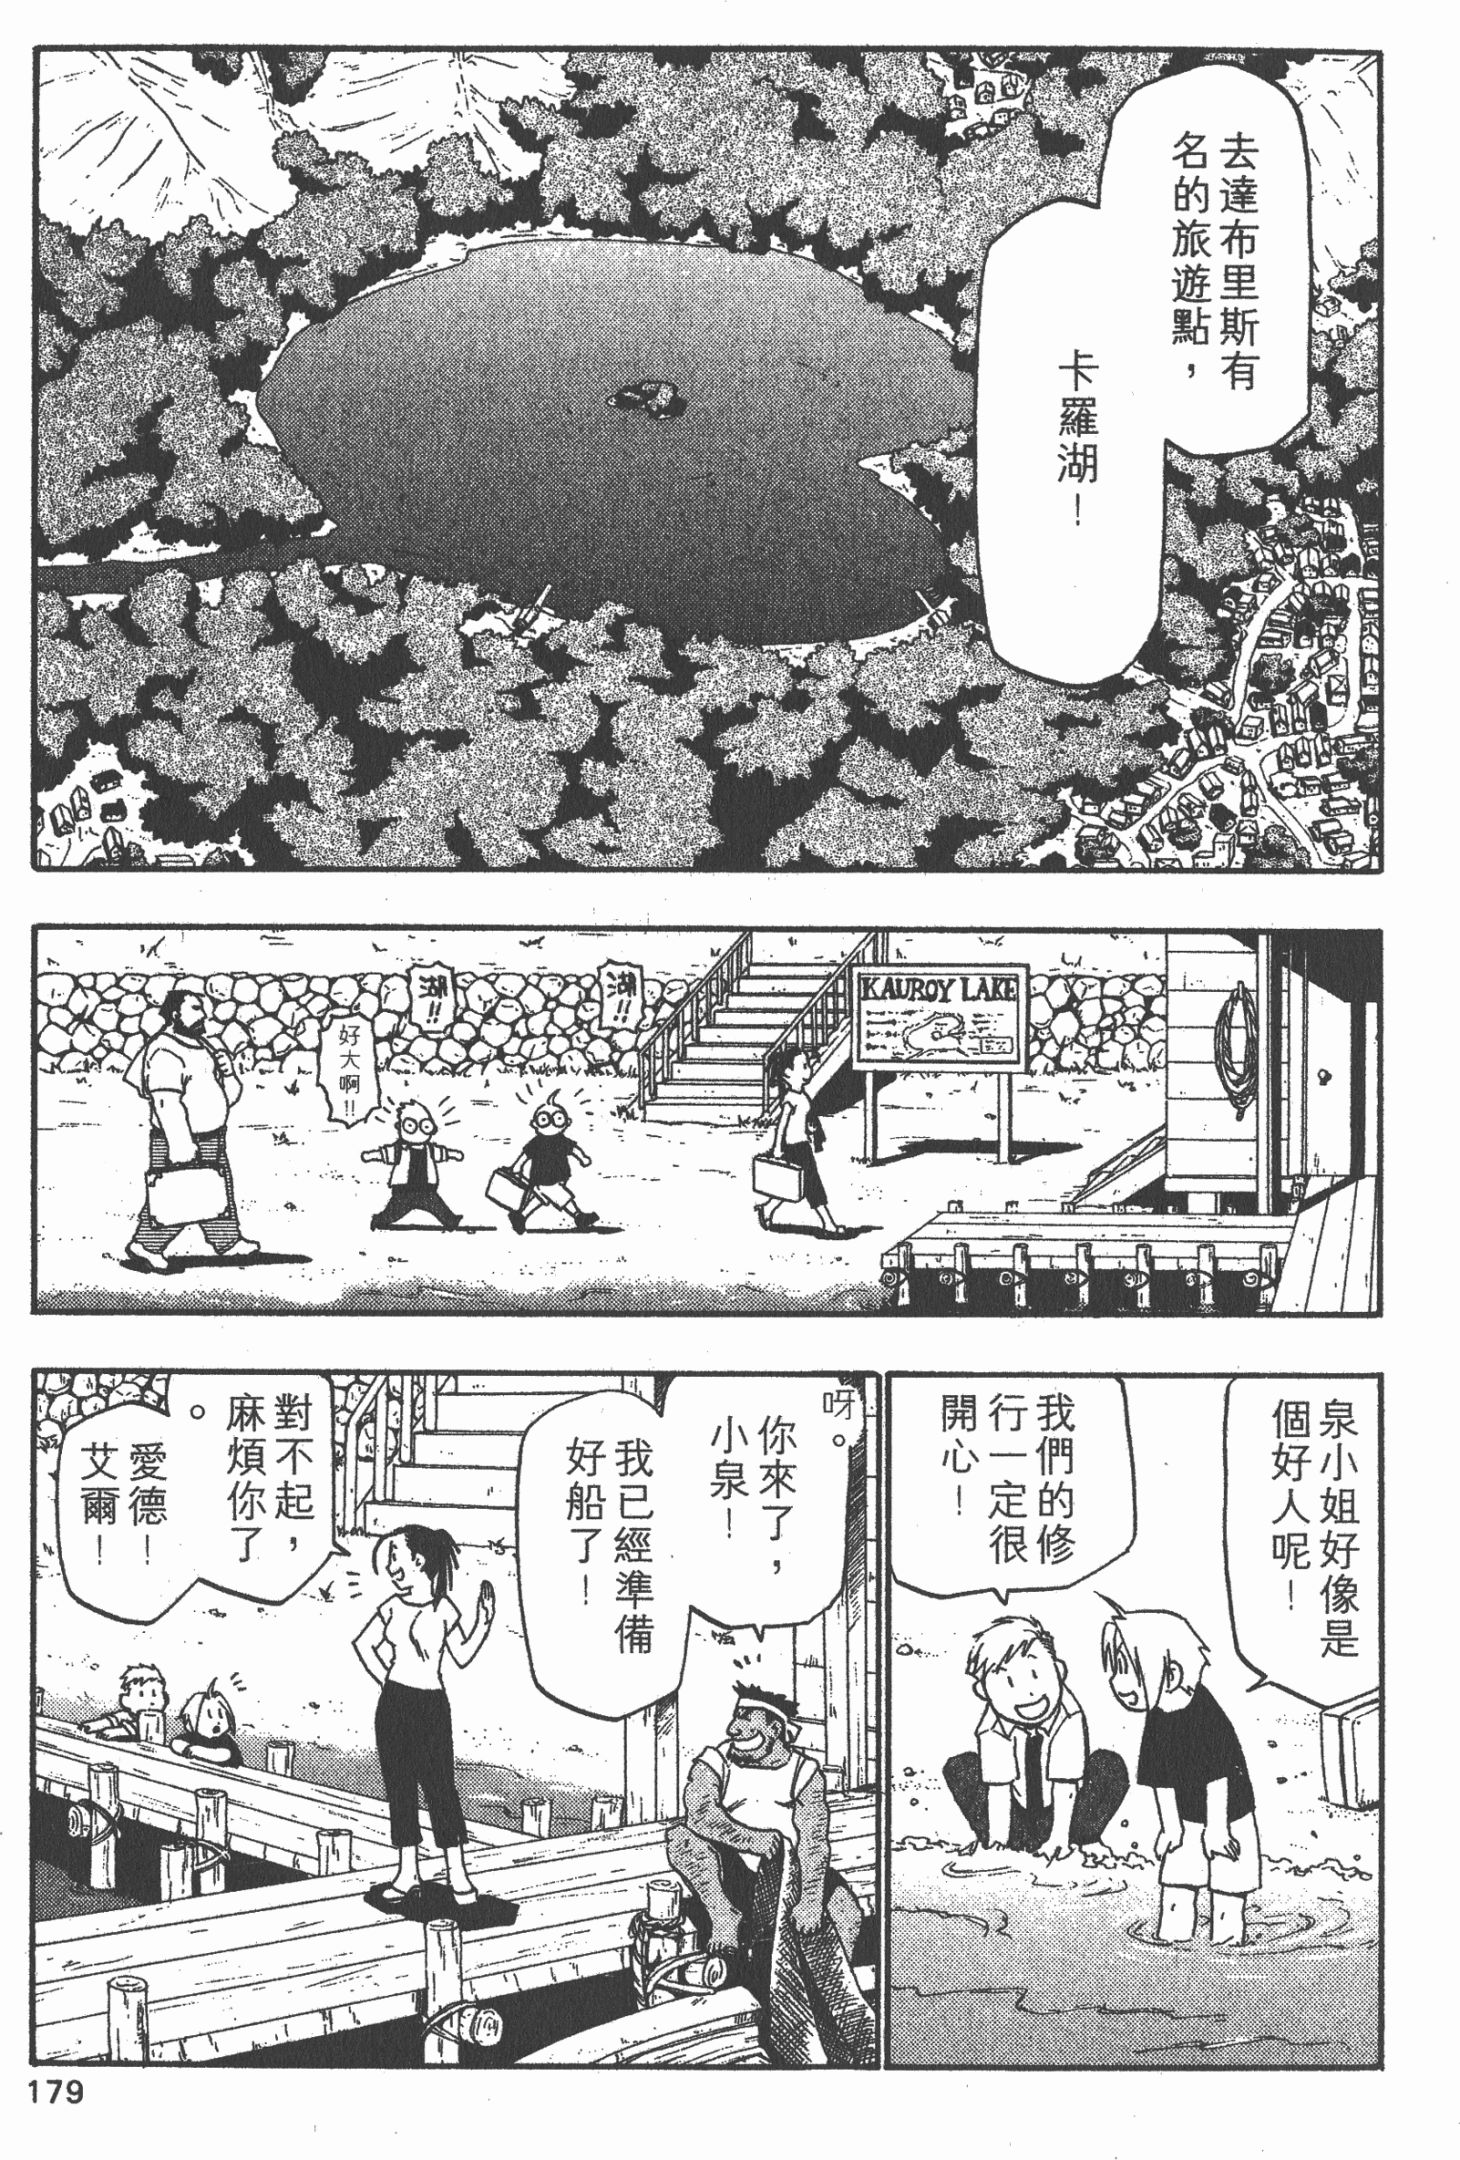 去達布里斯有
名的旅遊點，
卡羅湖！
KAUROY LAKE
好大啊!!
泉小姐好像是
個好人呢！
我們的修
行一定很
開心！
呀。
你來了，
小泉！
我已經準備
好船了！
對不起，
麻煩你了
。
愛德！
艾爾！
179